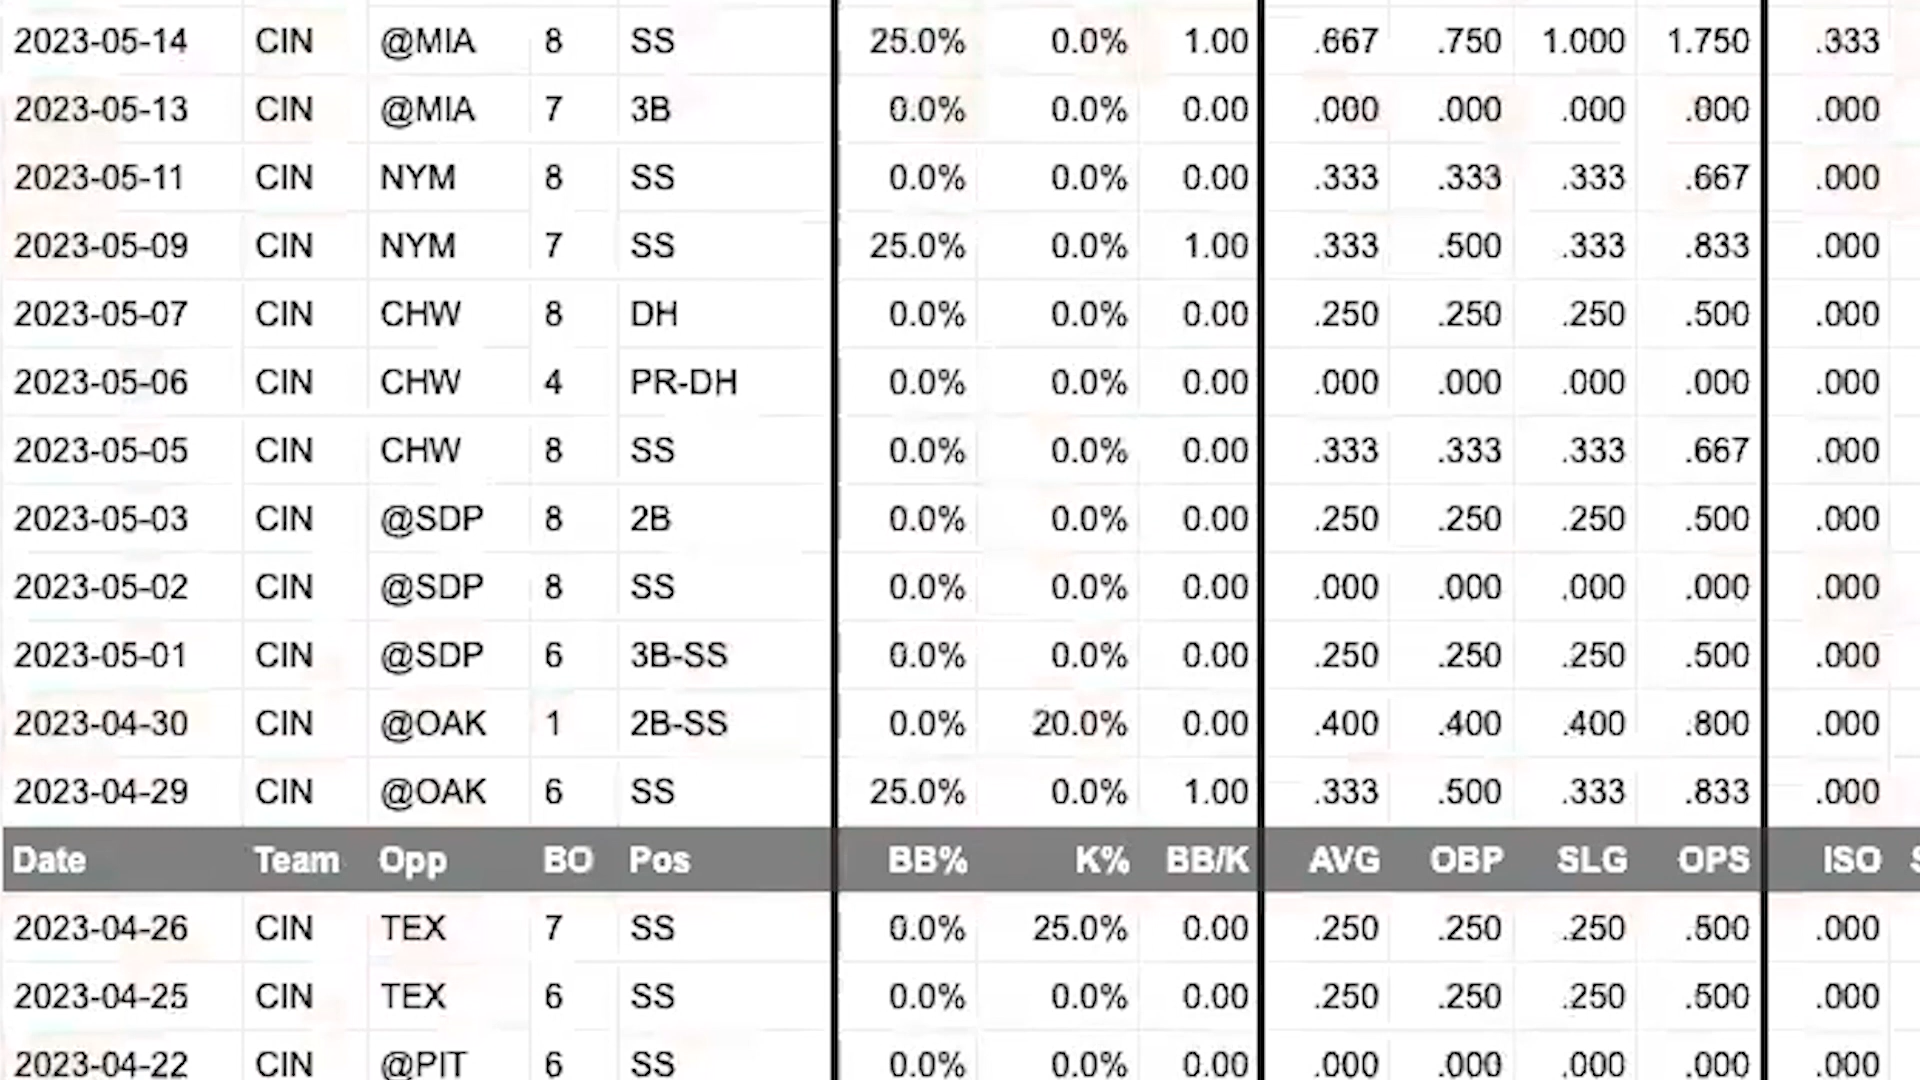 2023-05-14 CIN @MIA 8 SS 25.0% 0.0% 1.00 .667 .750 1.000 1.750 .333
2023-05-13 CIN @MIA 7 3B 0.0% 0.0% 0.00 .000 .000 .000 .000 .000
2023-05-11 CIN NYM 8 SS 0.0% 0.0% 0.00 .333 .333 .333 .667 .000
2023-05-09 CIN NYM 7 SS 25.0% 0.0% 1.00 .333 .500 .333 .833 .000
2023-05-07 CIN CHW 8 DH 0.0% 0.0% 0.00 .250 .250 .250 .500 .000
2023-05-06 CIN CHW 4 PR-DH 0.0% 0.0% 0.00 .000 .000 .000 .000 .000
2023-05-05 CIN CHW 8 SS 0.0% 0.0% 0.00 .333 .333 .333 .667 .000
2023-05-03 CIN @SDP 8 2B 0.0% 0.0% 0.00 .250 .250 .250 .500 .000
2023-05-02 CIN @SDP 8 SS 0.0% 0.0% 0.00 .000 .000 .000 .000 .000
2023-05-01 CIN @SDP 6 3B-SS 0.0% 0.0% 0.00 .250 .250 .250 .500 .000
2023-04-30 CIN @OAK 1 2B-SS 0.0% 20.0% 0.00 .400 .400 .400 .800 .000
2023-04-29 CIN @OAK 6 SS 25.0% 0.0% 1.00 .333 .500 .333 .833 .000
Date Team Opp BO Pos BB% K% BB/K AVG OBP SLG OPS ISO
2023-04-26 CIN TEX 7 SS 0.0% 25.0% 0.00 .250 .250 .250 .500 .000
2023-04-25 CIN TEX 6 SS 0.0% 0.0% 0.00 .250 .250 .250 .500 .000
2023-04-22 CIN @PIT 6 SS 0.0% 0.0% 0.00 .000 .000 .000 .000 .000